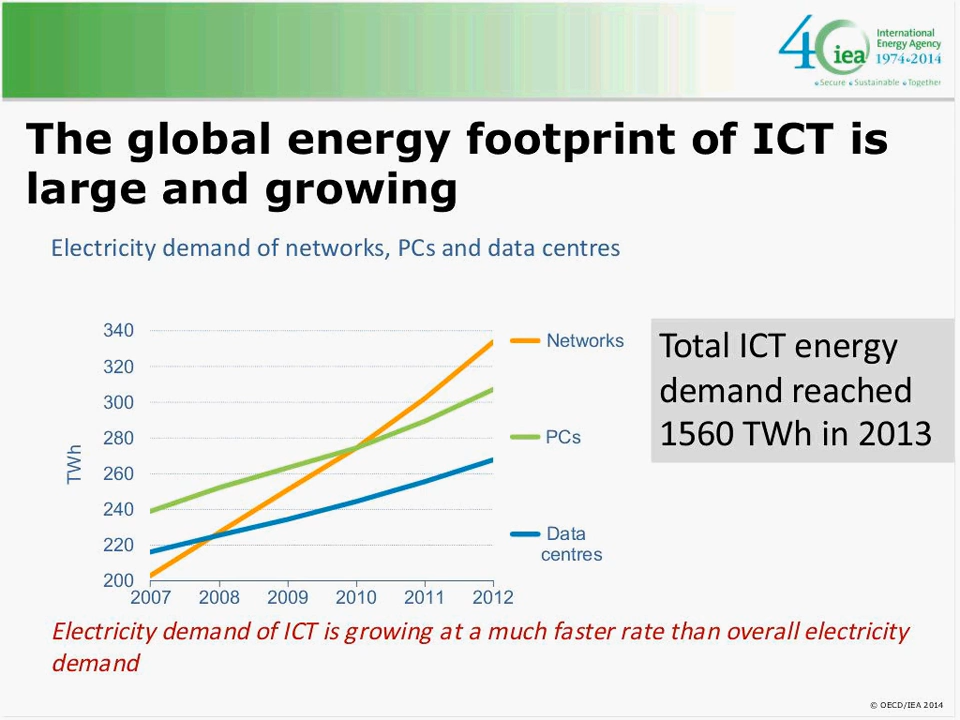 40 iea International
Energy Agency
1974•2014
Secure Sustainable Together
The global energy footprint of ICT is
large and growing
Electricity demand of networks, PCs and data centres
TWh
340
320
300
280
260
240
220
200
2007 2008 2009 2010 2011 2012
Networks
PCs
Data
centres
Total ICT energy
demand reached
1560 TWh in 2013
Electricity demand of ICT is growing at a much faster rate than overall electricity
demand
© OECD/IEA 2014